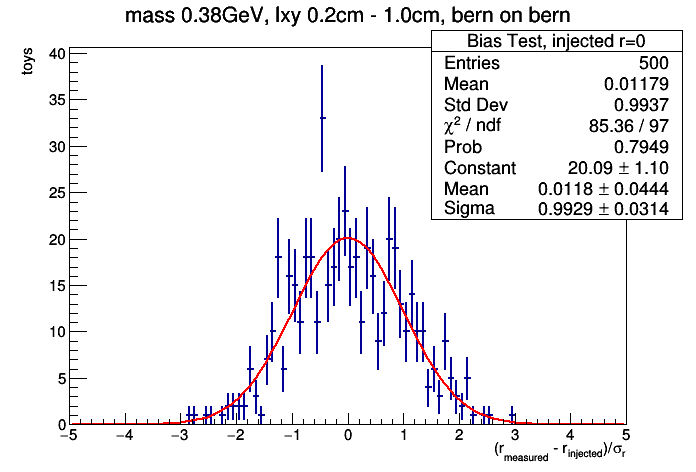 mass 0.38GeV, lxy 0.2cm - 1.0cm, bern on bern
Bias Test, injected r=0
Entries 500
Mean 0.01179
Std Dev 0.9937
χ² / ndf 85.36 / 97
Prob 0.7949
Constant 20.09 ± 1.10
Mean 0.0118 ± 0.0444
Sigma 0.9929 ± 0.0314
toys
40
35
30
25
20
15
10
5
0
−5 −4 −3 −2 −1 0 1 2 3 4 5
(r_measured - r_injected)/σ_r